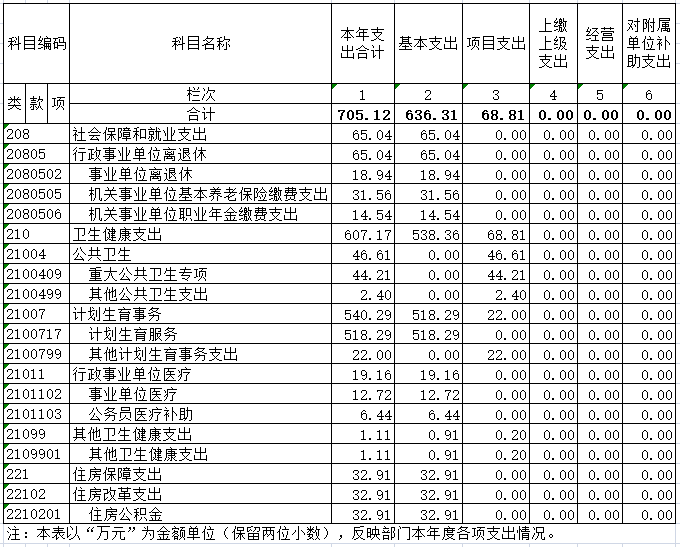 科目编码 科目名称 本年支出合计 基本支出 项目支出 上缴上级支出 经营支出 对附属单位补助支出
类 款 项 栏次 1 2 3 4 5 6
合计 705.12 636.31 68.81 0.00 0.00 0.00
208 社会保障和就业支出 65.04 65.04 0.00 0.00 0.00 0.00
20805 行政事业单位离退休 65.04 65.04 0.00 0.00 0.00 0.00
2080502 事业单位离退休 18.94 18.94 0.00 0.00 0.00 0.00
2080505 机关事业单位基本养老保险缴费支出 31.56 31.56 0.00 0.00 0.00 0.00
2080506 机关事业单位职业年金缴费支出 14.54 14.54 0.00 0.00 0.00 0.00
210 卫生健康支出 607.17 538.36 68.81 0.00 0.00 0.00
21004 公共卫生 46.61 0.00 46.61 0.00 0.00 0.00
2100409 重大公共卫生专项 44.21 0.00 44.21 0.00 0.00 0.00
2100499 其他公共卫生支出 2.40 0.00 2.40 0.00 0.00 0.00
21007 计划生育事务 540.29 518.29 22.00 0.00 0.00 0.00
2100717 计划生育服务 518.29 518.29 0.00 0.00 0.00 0.00
2100799 其他计划生育事务支出 22.00 0.00 22.00 0.00 0.00 0.00
21011 行政事业单位医疗 19.16 19.16 0.00 0.00 0.00 0.00
2101102 事业单位医疗 12.72 12.72 0.00 0.00 0.00 0.00
2101103 公务员医疗补助 6.44 6.44 0.00 0.00 0.00 0.00
21099 其他卫生健康支出 1.11 0.91 0.20 0.00 0.00 0.00
2109901 其他卫生健康支出 1.11 0.91 0.20 0.00 0.00 0.00
221 住房保障支出 32.91 32.91 0.00 0.00 0.00 0.00
22102 住房改革支出 32.91 32.91 0.00 0.00 0.00 0.00
2210201 住房公积金 32.91 32.91 0.00 0.00 0.00 0.00
注：本表以“万元”为金额单位（保留两位小数），反映部门本年度各项支出情况。